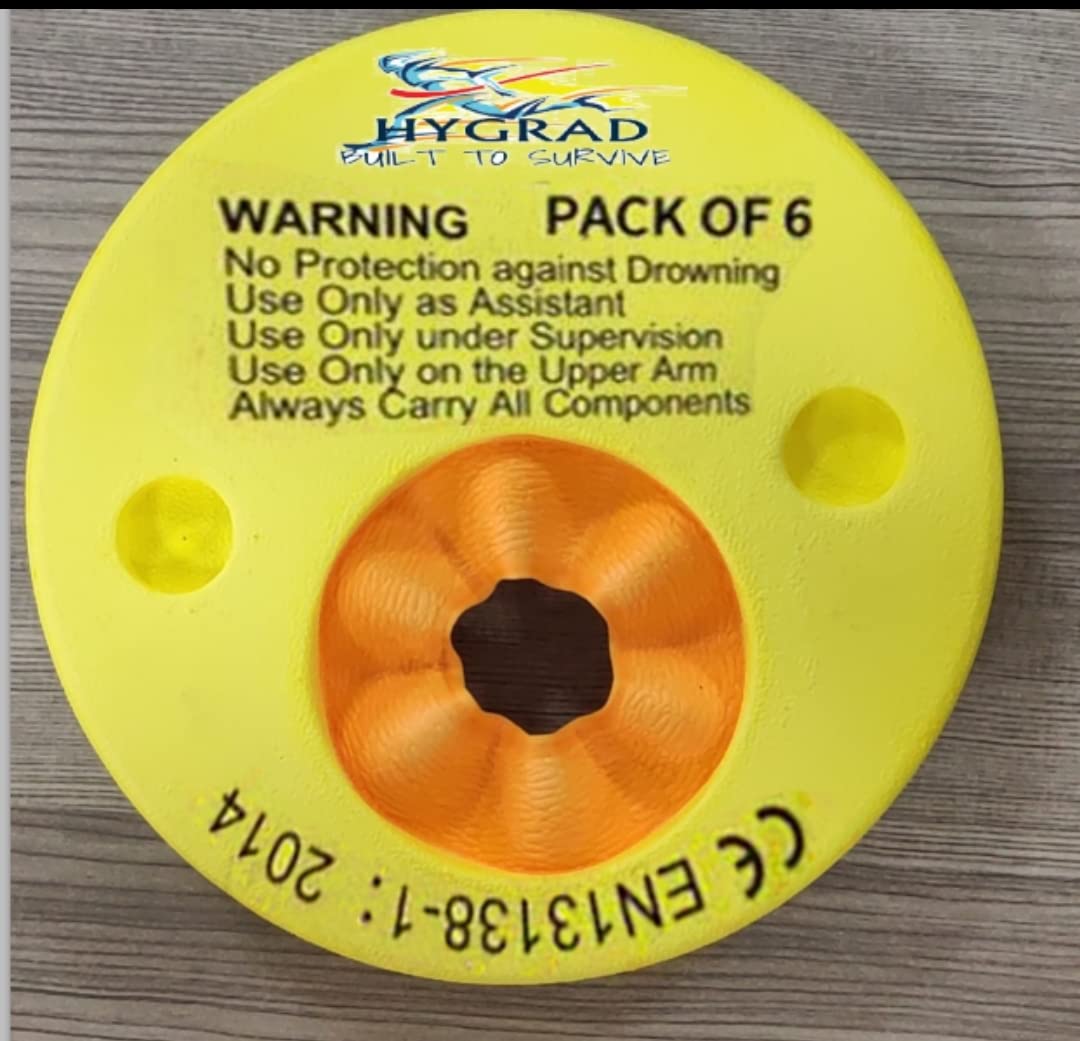 HYGRAD
BUILT TO SURVIVE
WARNING PACK OF 6
No Protection against Drowning
Use Only as Assistant
Use Only under Supervision
Use Only on the Upper Arm
Always Carry All Components
CE EN13138-1: 2014